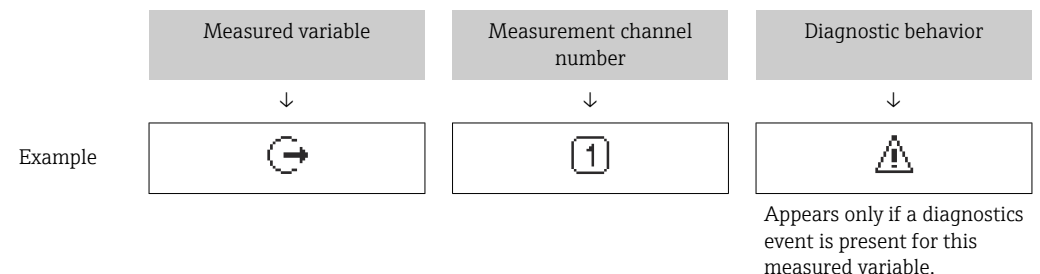 Measured variable
Measurement channel
number
Diagnostic behavior
↓ ↓ ↓
Example
1
Appears only if a diagnostics
event is present for this
measured variable.